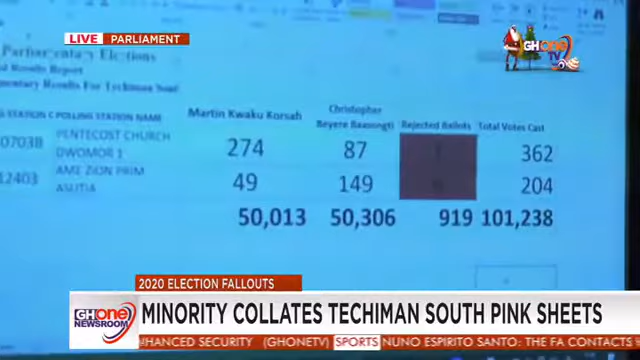 LIVE PARLIAMENT
GHONE TV
Parliamentary Elections
Results Report
Results For Techiman Sout
STATION C POLLING STATION NAME Martin Kwaku Korsah Christopher Beyere Baasongti Rejected Ballots Total Votes Cast
07038 PENTECOST CHURCH DWOMOR 1 274 87 362
12403 AME ZION PRIM ASUTIA 49 149 204
50,013 50,306 919 101,238
2020 ELECTION FALLOUTS
GHONE NEWSROOM
MINORITY COLLATES TECHIMAN SOUTH PINK SHEETS
HANCED SECURITY (GHONETV) SPORTS NUNO ESPIRITO SANTO: THE FA CONTACTS